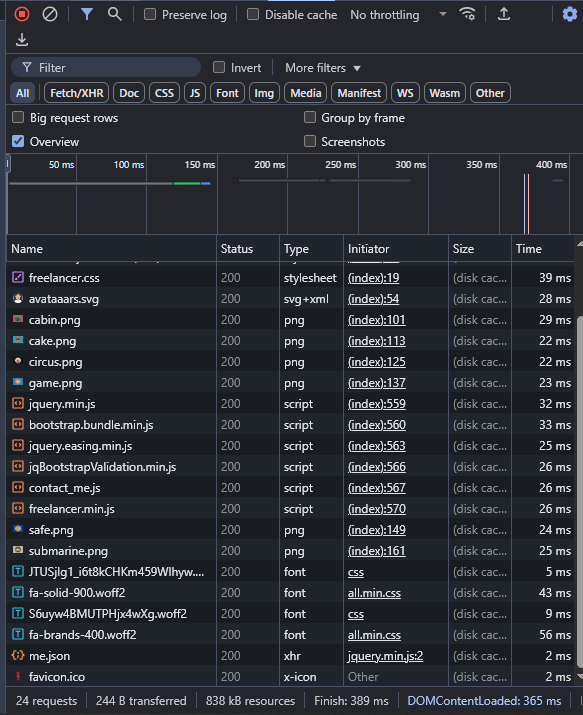 Preserve log Disable cache No throttling
Filter Invert More filters
All Fetch/XHR Doc CSS JS Font Img Media Manifest WS Wasm Other
Big request rows Group by frame
Overview Screenshots
50 ms 100 ms 150 ms 200 ms 250 ms 300 ms 350 ms 400 ms
Name Status Type Initiator Size Time
freelancer.css 200 stylesheet (index):19 (disk cac... 39 ms
avataaars.svg 200 svg+xml (index):54 (disk cac... 28 ms
cabin.png 200 png (index):101 (disk cac... 29 ms
cake.png 200 png (index):113 (disk cac... 22 ms
circus.png 200 png (index):125 (disk cac... 22 ms
game.png 200 png (index):137 (disk cac... 23 ms
jquery.min.js 200 script (index):559 (disk cac... 32 ms
bootstrap.bundle.min.js 200 script (index):560 (disk cac... 33 ms
jquery.easing.min.js 200 script (index):563 (disk cac... 25 ms
jqBootstrapValidation.min.js 200 script (index):566 (disk cac... 26 ms
contact_me.js 200 script (index):567 (disk cac... 26 ms
freelancer.min.js 200 script (index):570 (disk cac... 26 ms
safe.png 200 png (index):149 (disk cac... 24 ms
submarine.png 200 png (index):161 (disk cac... 25 ms
JTUSjIg1_i6t8kCHKm459Wlhyw.... 200 font css (disk cac... 5 ms
fa-solid-900.woff2 200 font all.min.css (disk cac... 43 ms
S6uyw4BMUTPHjx4wXg.woff2 200 font css (disk cac... 9 ms
fa-brands-400.woff2 200 font all.min.css (disk cac... 56 ms
me.json 200 xhr jquery.min.js:2 (disk cac... 2 ms
favicon.ico 200 x-icon Other (disk cac... 2 ms
24 requests 244 B transferred 838 kB resources Finish: 389 ms DOMContentLoaded: 365 ms